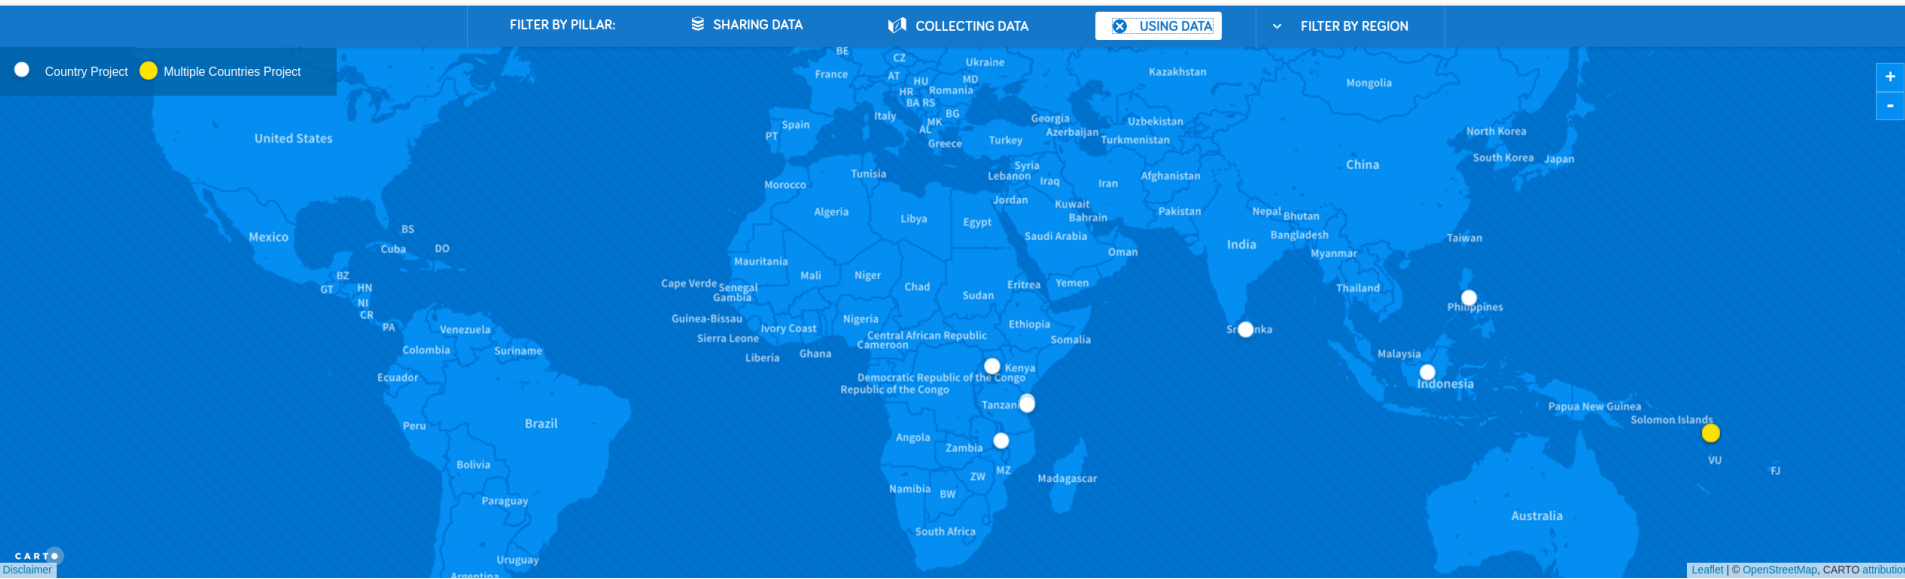 FILTER BY PILLAR: SHARING DATA COLLECTING DATA USING DATA FILTER BY REGION
Country Project Multiple Countries Project
+
-
BE
CZ
Ukraine
France
AT
HU
MD
Kazakhstan
Mongolia
HR
Romania
BA RS
Italy
BG
MK
Georgia
Uzbekistan
Spain
AL
PT
Azerbaijan
Turkmenistan
North Korea
United States
Greece
Turkey
South Korea
Japan
China
Syria
Tunisia
Lebanon
Iraq
Iran
Afghanistan
Morocco
Jordan
Kuwait
Algeria
Libya
Egypt
Bahrain
Pakistan
Nepal
Bhutan
BS
Mexico
Saudi Arabia
India
Bangladesh
Taiwan
Cuba
DO
Oman
Myanmar
Mauritania
BZ
Mali
Niger
Cape Verde
Senegal
Chad
Eritrea
Yemen
Thailand
GT
HN
Gambia
Sudan
NI
CR
Guinea-Bissau
Nigeria
Philippines
PA
Venezuela
Ivory Coast
Ethiopia
Central African Republic
Sierra Leone
Cameroon
Somalia
Colombia
Suriname
Liberia
Ghana
Malaysia
Kenya
Ecuador
Democratic Republic of the Congo
Republic of the Congo
Indonesia
Papua New Guinea
Solomon Islands
Peru
Brazil
Angola
Zambia
VU
FJ
Bolivia
MZ
ZW
Madagascar
Namibia
BW
Paraguay
Australia
South Africa
CARTO
Uruguay
Disclaimer
Argentina
Leaflet | © OpenStreetMap, CARTO attribution